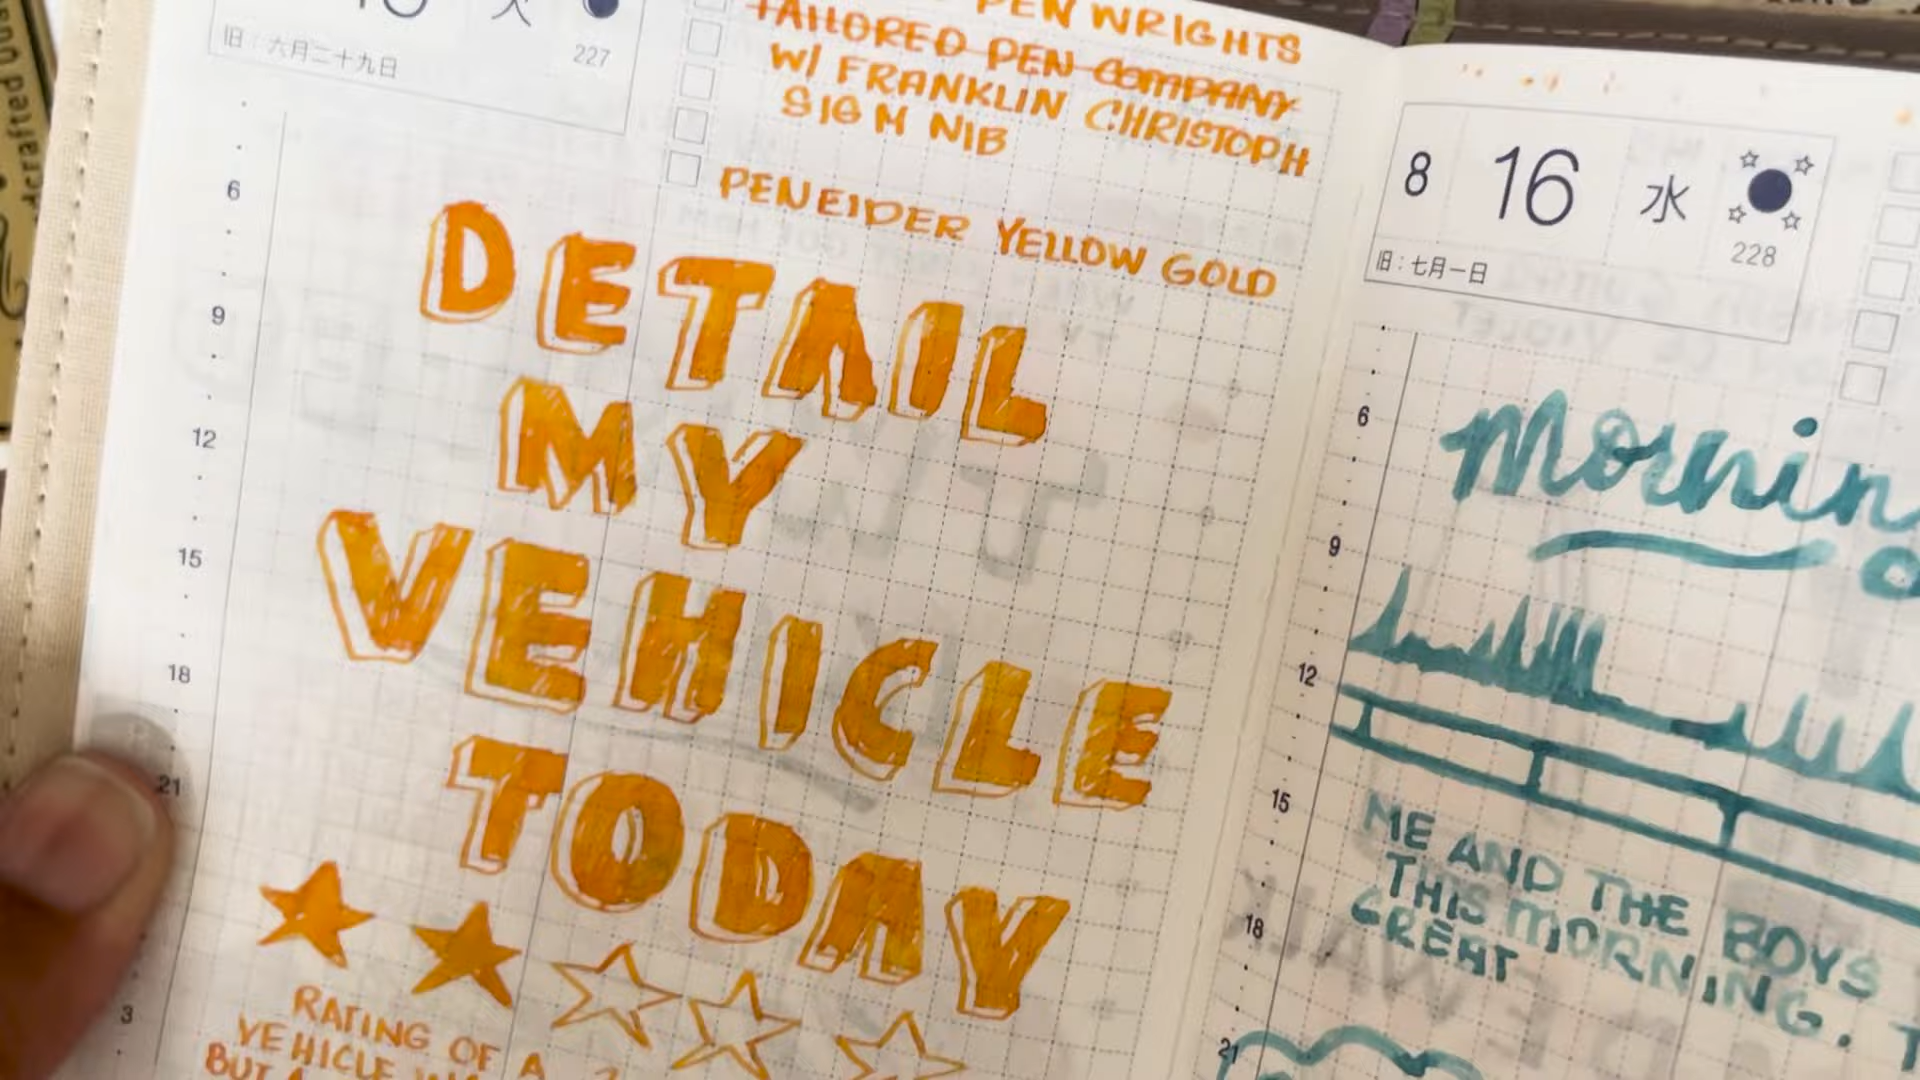 火
227
旧：六月二十九日
PEN WRIGHTS
TAILORED PEN COMPANY
W/ FRANKLIN CHRISTOPH
SIG M NIB
PENEIDER YELLOW GOLD
6
9
12
15
18
21
3
DETAIL
MY
VEHICLE
TODAY
RATING OF A
VEHICLE
BUT A
8 16 水
228
旧：七月一日
6
9
12
15
18
21
Mornin
ME AND THE BOYS
THIS MORNING. T
GREAT